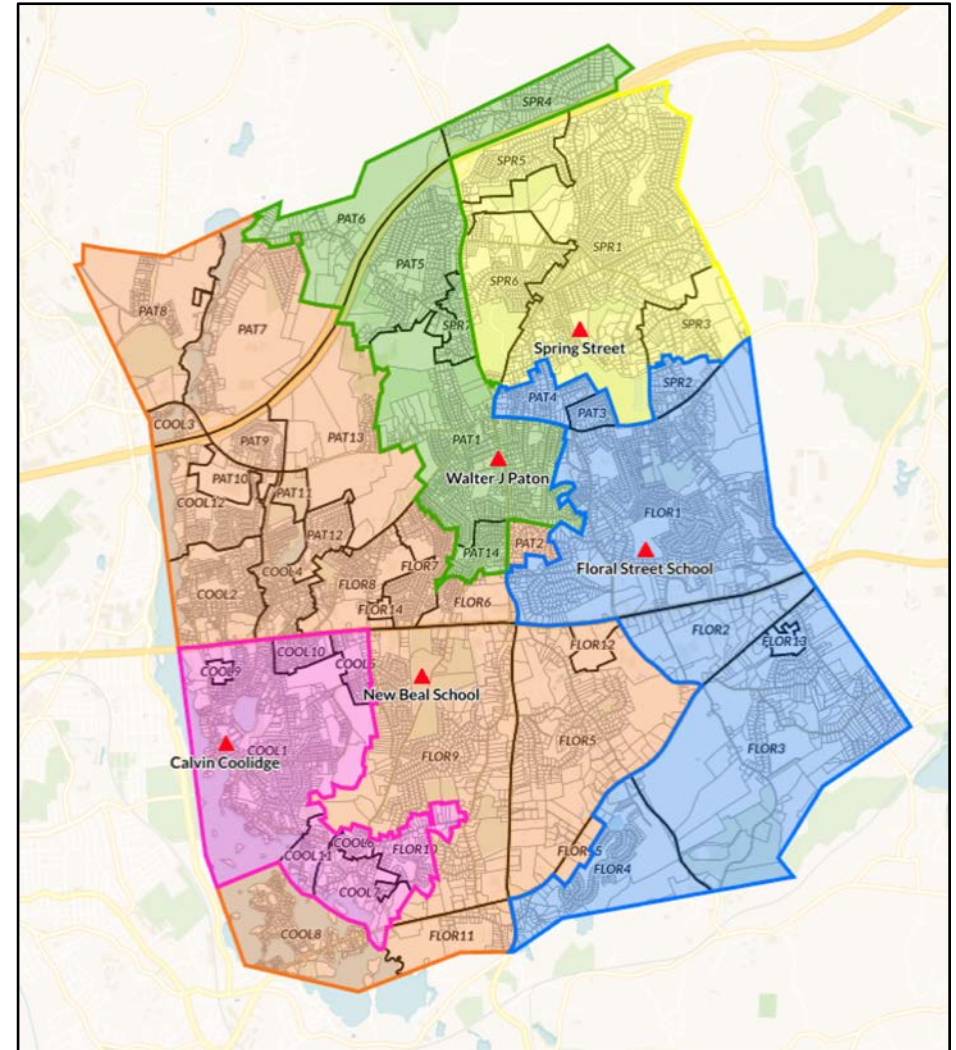 SPR4
SPR5
PAT6
SPR1
PAT5
SPR6
PAT8
PAT7
SPR7
SPR3
Spring Street
SPR2
PAT4
PAT3
COOL3
PAT9
PAT13
PAT1
Walter J Paton
PAT10
PAT11
COOL12
FLOR1
PAT12
PAT2
PAT14
Floral Street School
COOL4
FLOR7
FLOR8
COOL2
FLOR6
FLOR14
FLOR2
FLOR13
FLOR12
COOL10
COOL5
COOL9
New Beal School
FLOR5
COOL1
FLOR3
FLOR9
Calvin Coolidge
COOL6
FLOR10
COOL11
FLOR4
COOL8
FLOR11